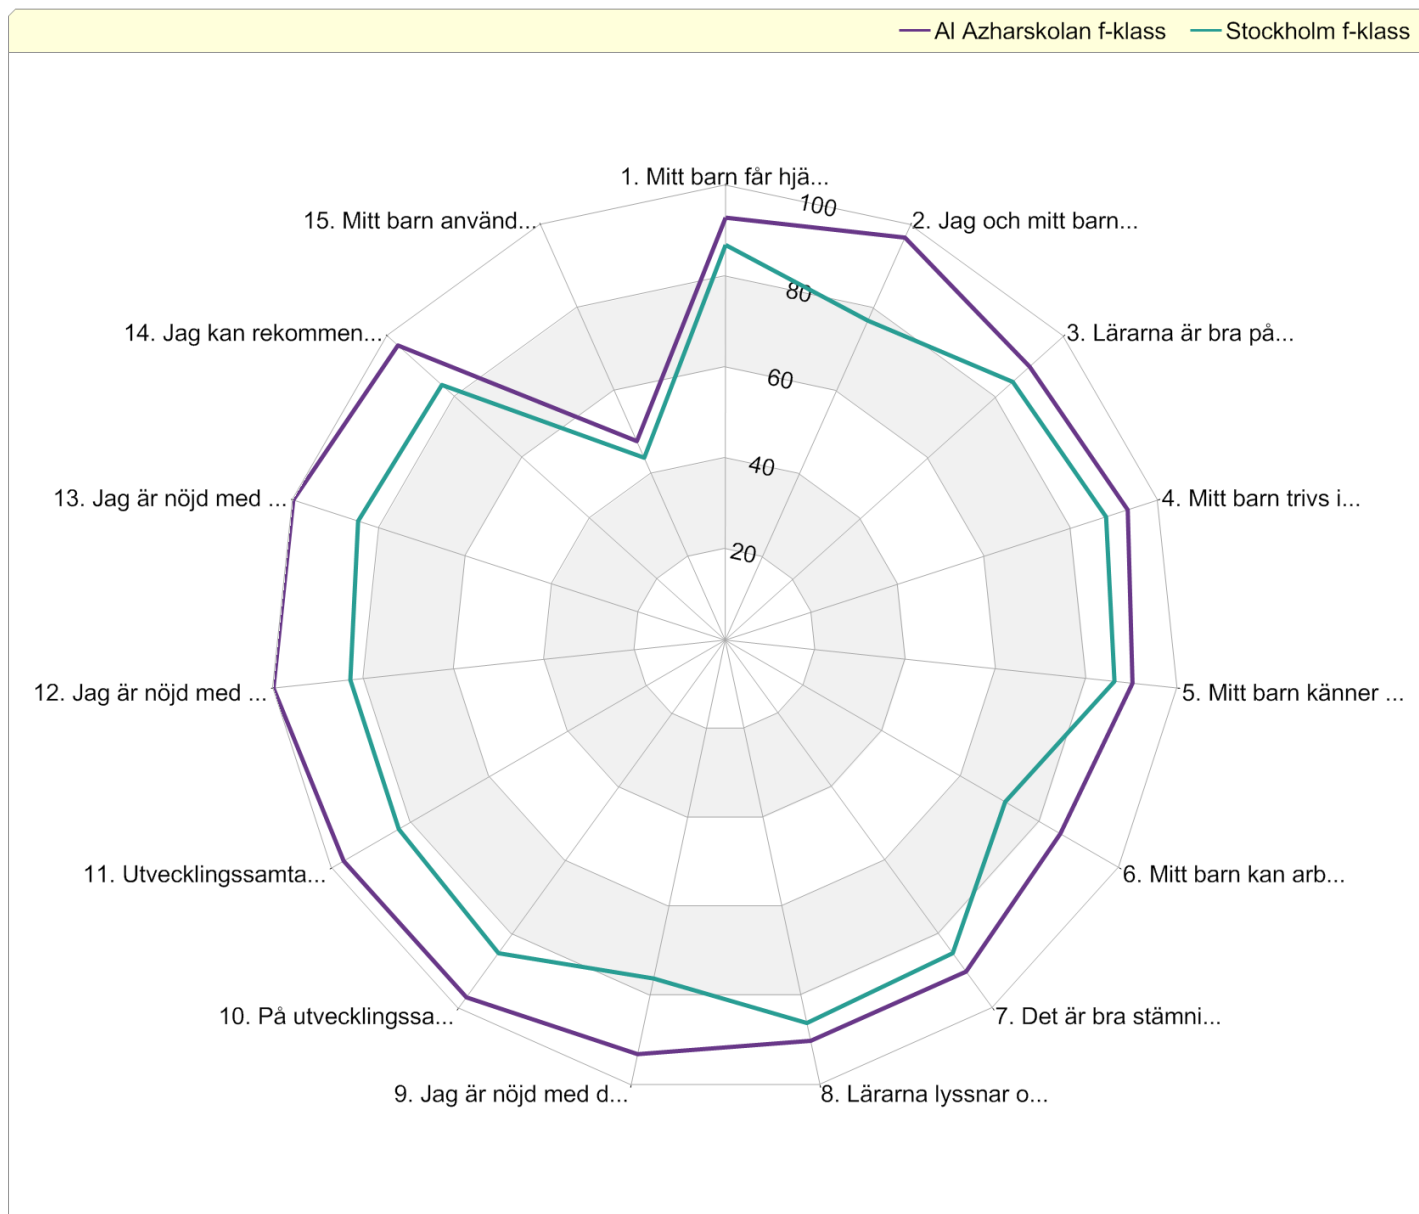 Al Azharskolan f-klass
Stockholm f-klass
1. Mitt barn får hjä...
2. Jag och mitt barn...
3. Lärarna är bra på...
4. Mitt barn trivs i...
5. Mitt barn känner ...
6. Mitt barn kan arb...
7. Det är bra stämni...
8. Lärarna lyssnar o...
9. Jag är nöjd med d...
10. På utvecklingssa...
11. Utvecklingssamta...
12. Jag är nöjd med ...
13. Jag är nöjd med ...
14. Jag kan rekommen...
15. Mitt barn använd...
100
80
60
40
20